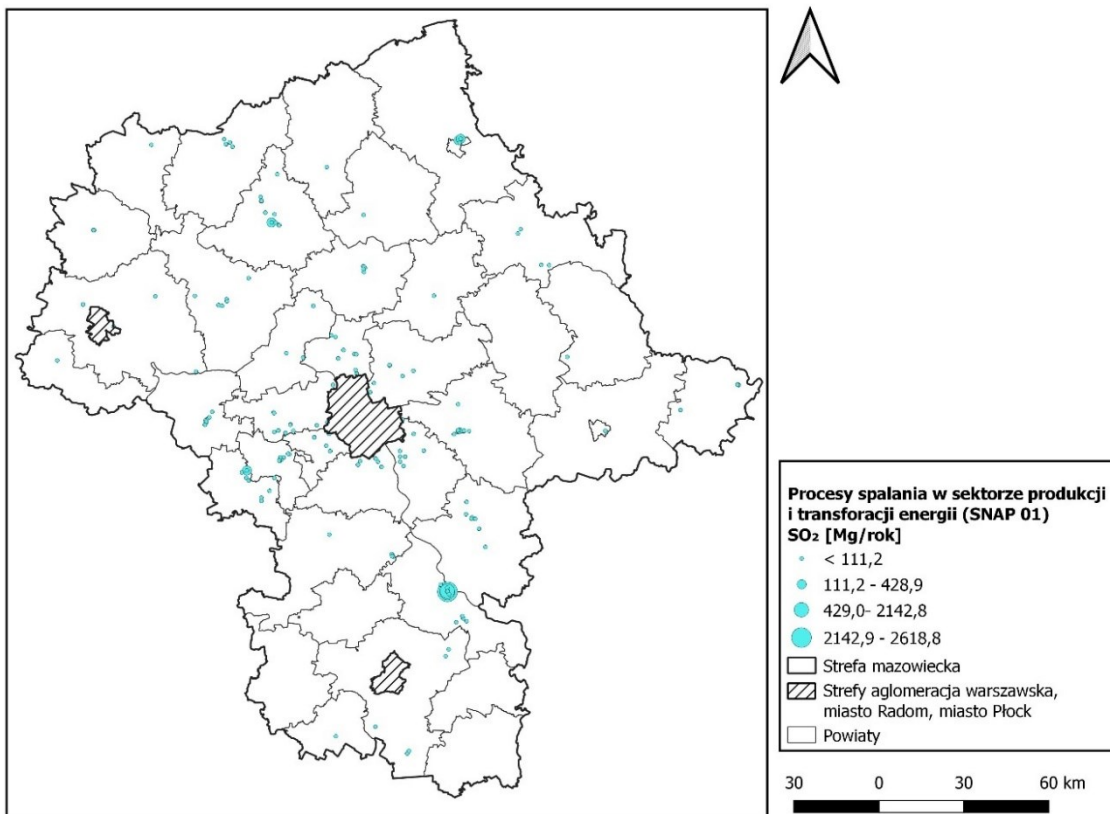 Procesy spalania w sektorze produkcji
i transforacji energii (SNAP 01)
SO₂ [Mg/rok]
< 111,2
111,2 - 428,9
429,0- 2142,8
2142,9 - 2618,8
Strefa mazowiecka
Strefy aglomeracja warszawska,
miasto Radom, miasto Płock
Powiaty
30 0 30 60 km